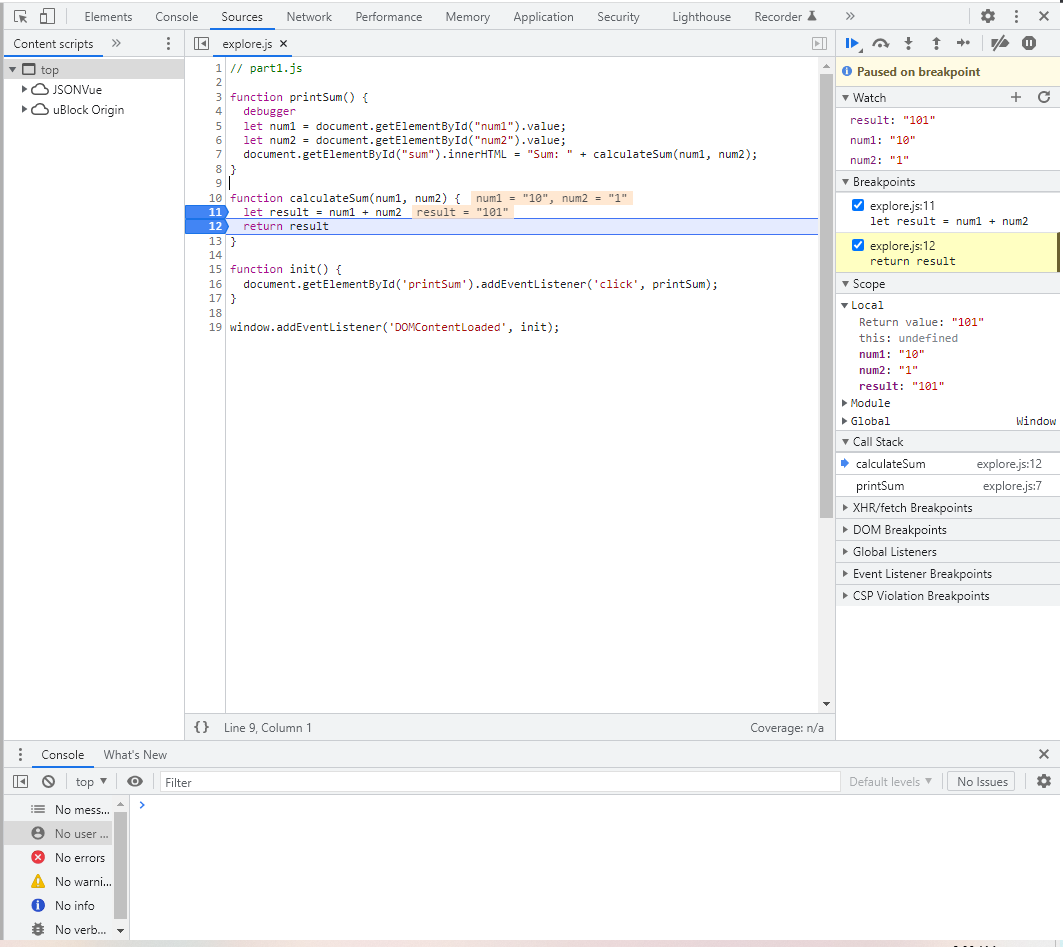 Elements Console Sources Network Performance Memory Application Security Lighthouse Recorder »
Content scripts »
top
JSONVue
uBlock Origin
explore.js ×
1 // part1.js
2
3 function printSum() {
4 debugger
5 let num1 = document.getElementById("num1").value;
6 let num2 = document.getElementById("num2").value;
7 document.getElementById("sum").innerHTML = "Sum: " + calculateSum(num1, num2);
8 }
9
10 function calculateSum(num1, num2) { num1 = "10", num2 = "1"
11 let result = num1 + num2 result = "101"
12 return result
13 }
14
15 function init() {
16 document.getElementById('printSum').addEventListener('click', printSum);
17 }
18
19 window.addEventListener('DOMContentLoaded', init);
{} Line 9, Column 1 Coverage: n/a
Paused on breakpoint
Watch
result: "101"
num1: "10"
num2: "1"
Breakpoints
explore.js:11
let result = num1 + num2
explore.js:12
return result
Scope
Local
Return value: "101"
this: undefined
num1: "10"
num2: "1"
result: "101"
Module
Global Window
Call Stack
calculateSum explore.js:12
printSum explore.js:7
XHR/fetch Breakpoints
DOM Breakpoints
Global Listeners
Event Listener Breakpoints
CSP Violation Breakpoints
Console What's New
top Filter Default levels No Issues
No mess...
No user ...
No errors
No warni...
No info
No verb...